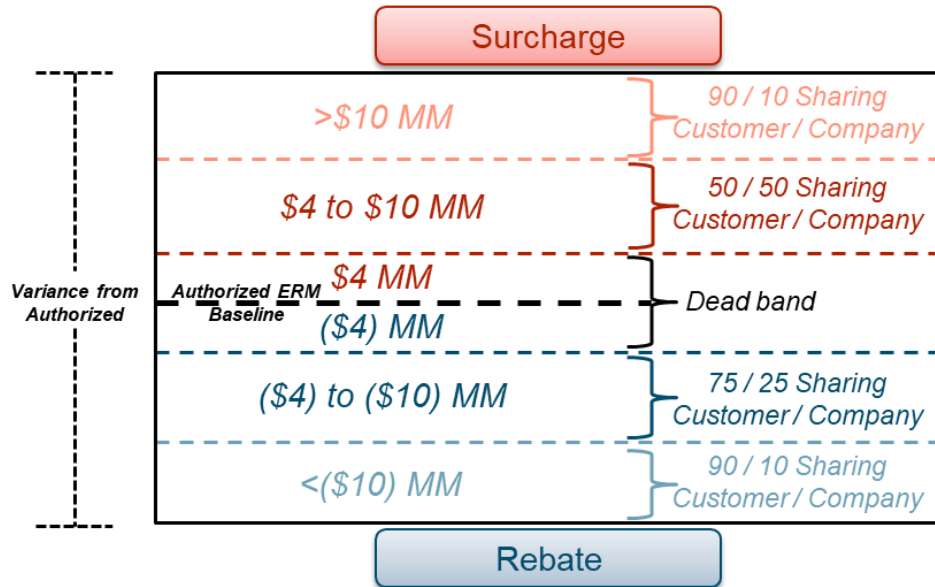 Surcharge
>$10 MM
90 / 10 Sharing
Customer / Company
$4 to $10 MM
50 / 50 Sharing
Customer / Company
$4 MM
Variance from
Authorized
Authorized ERM
Baseline
Dead band
($4) MM
($4) to ($10) MM
75 / 25 Sharing
Customer / Company
<($10) MM
90 / 10 Sharing
Customer / Company
Rebate